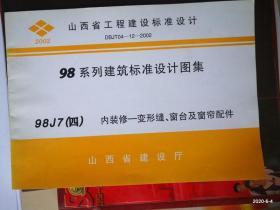 山西省工程建设标准设计
DBJT04-12-2002
2002
98系列建筑标准设计图集
98J7(四) 内装修—变形缝、窗台及窗帘配件
山西省建设厅
2020-6-4